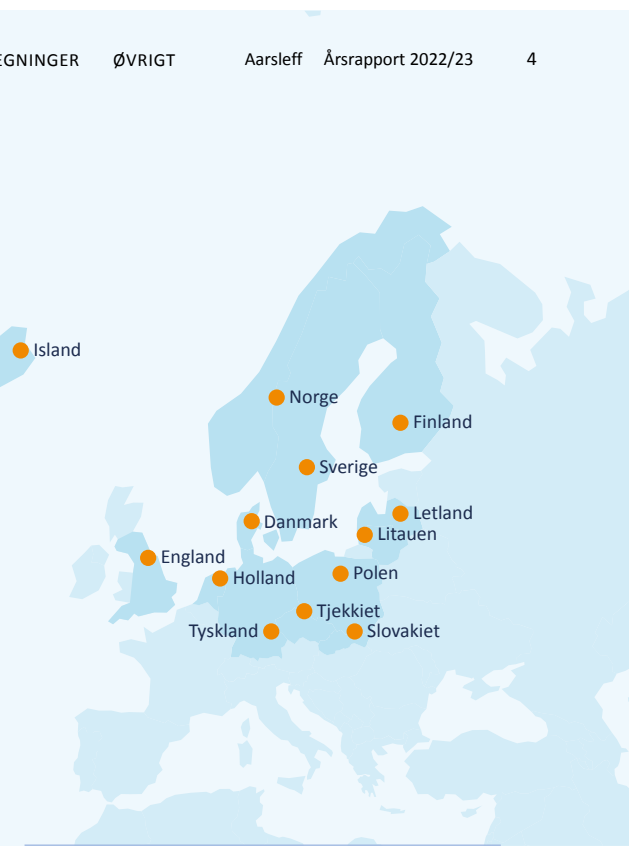 EGNINGER ØVRIGT Aarsleff Årsrapport 2022/23 4
Island
Norge
Finland
Sverige
Letland
Danmark
Litauen
England
Polen
Holland
Tjekkiet
Tyskland
Slovakiet